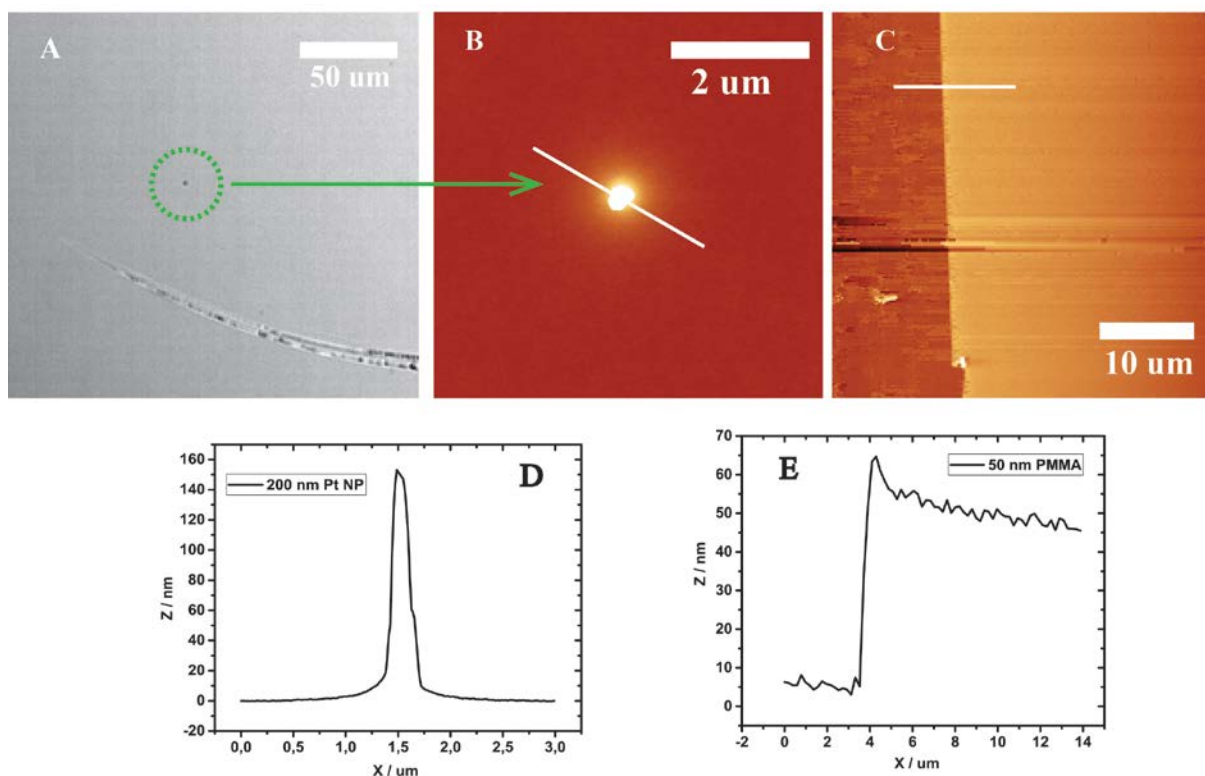 A
50 um
B
2 um
C
10 um
D
200 nm Pt NP
160
140
120
100
80
60
40
20
0
-20
Z / nm
0,0 0,5 1,0 1,5 2,0 2,5 3,0
X / um
E
50 nm PMMA
70
60
50
40
30
20
10
0
Z / nm
-2 0 2 4 6 8 10 12 14
X / um